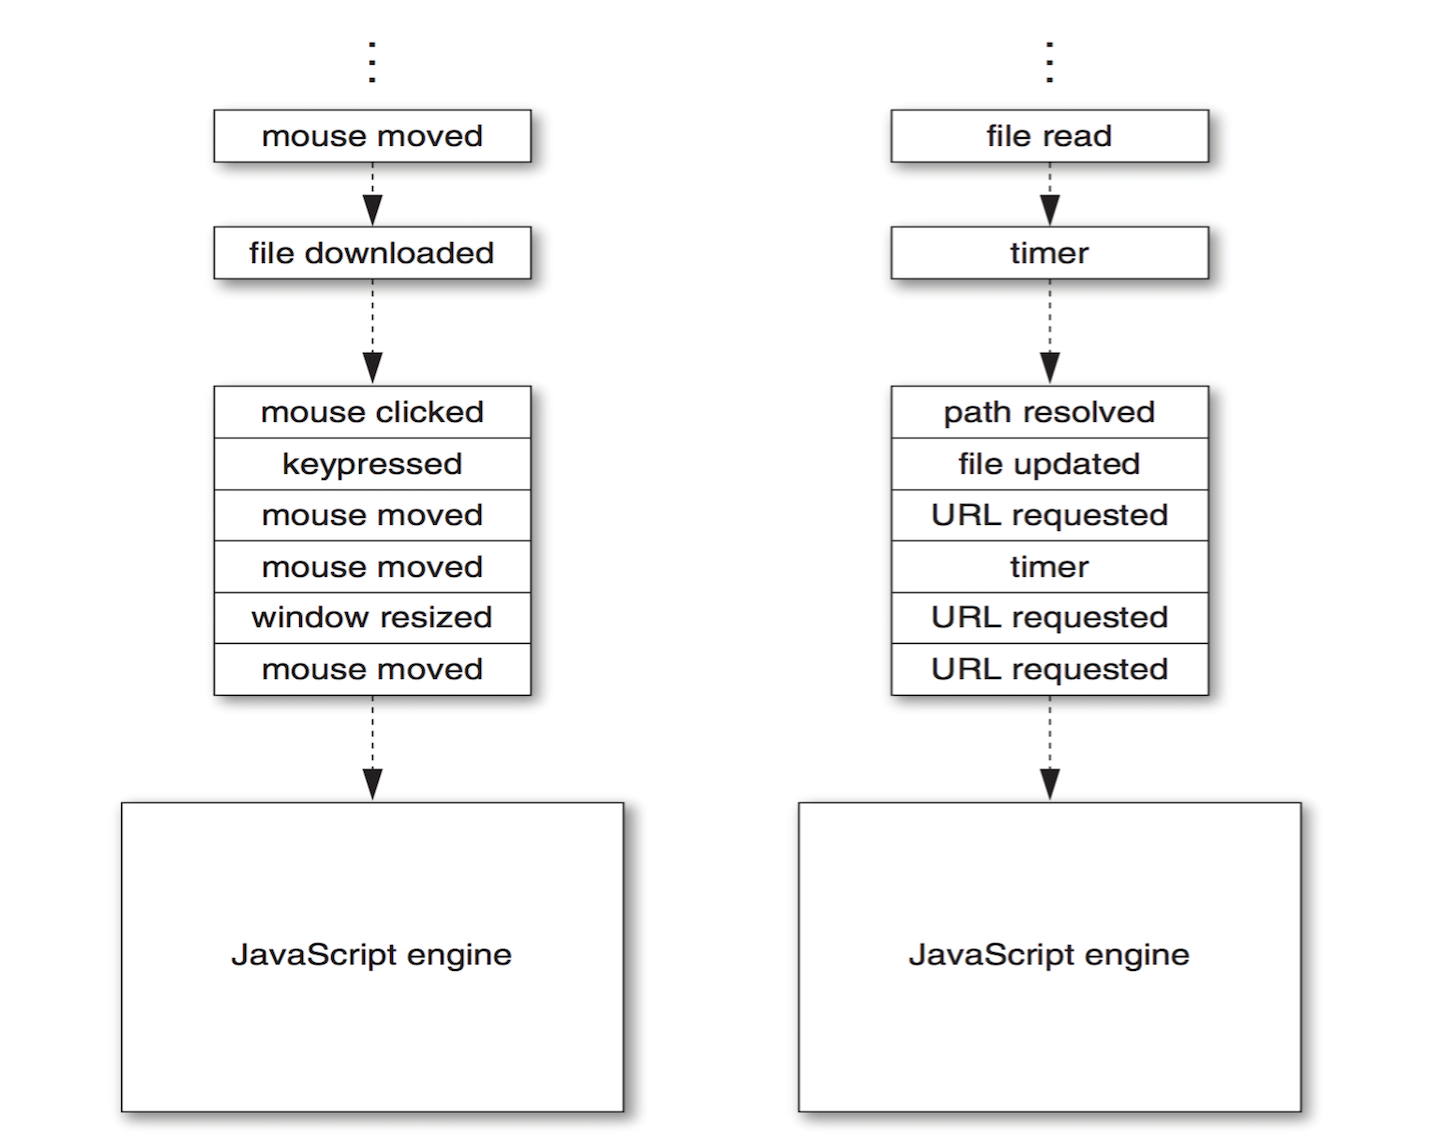 mouse moved
file downloaded
mouse clicked
keypressed
mouse moved
mouse moved
window resized
mouse moved
JavaScript engine
file read
timer
path resolved
file updated
URL requested
timer
URL requested
URL requested
JavaScript engine